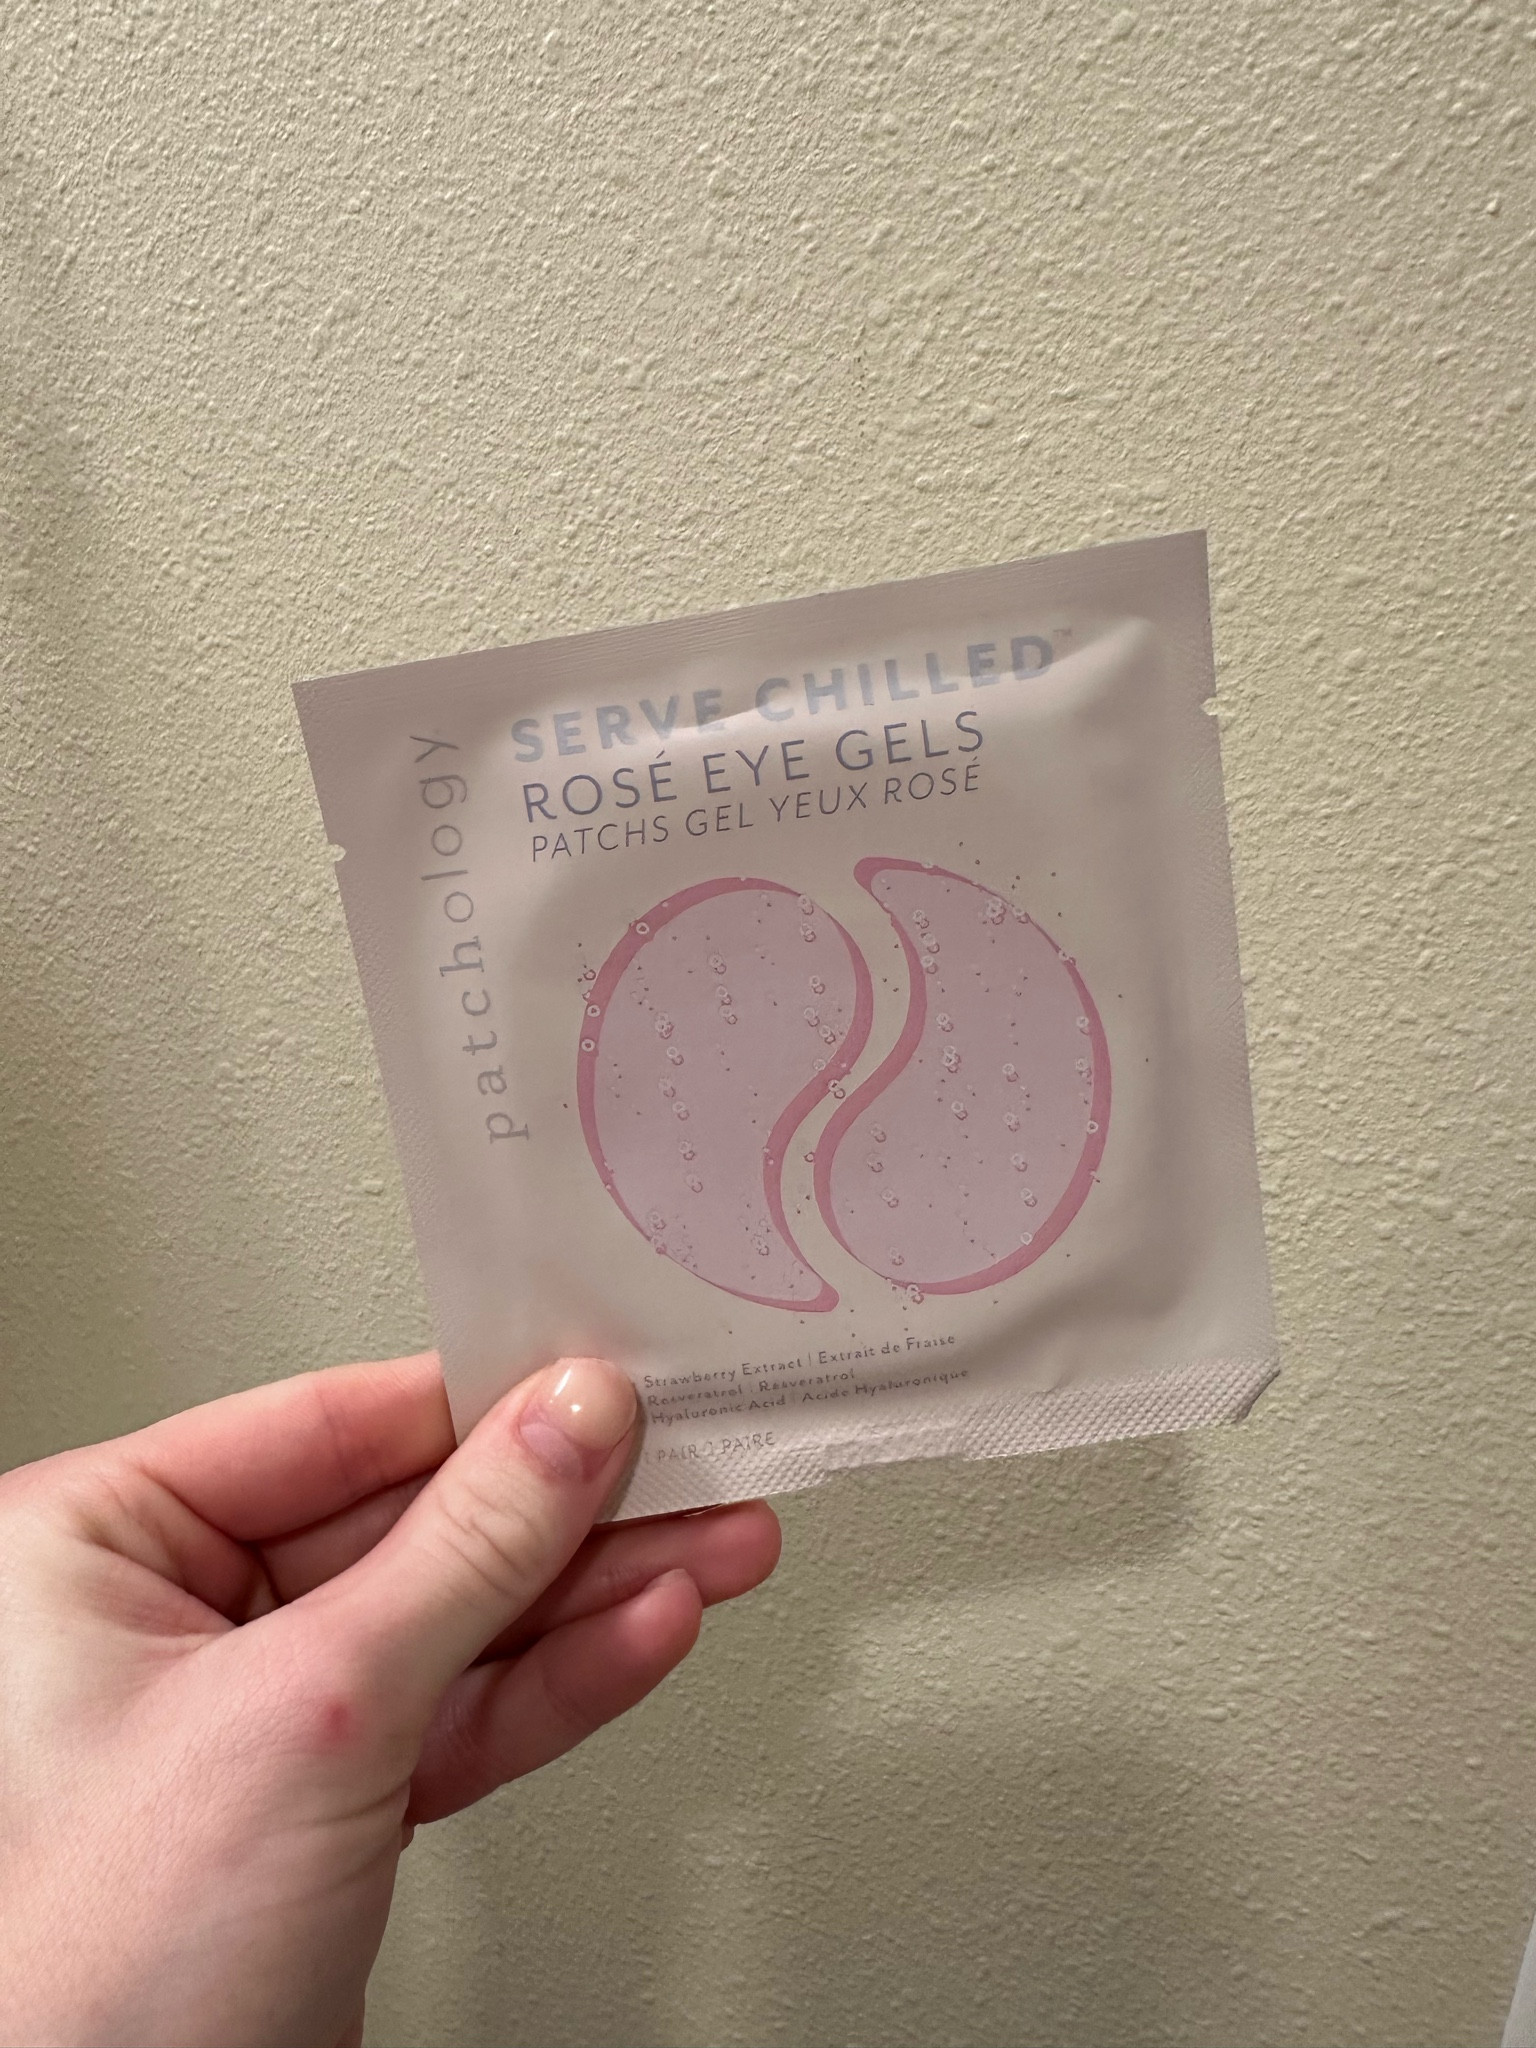 patchology
SERVE CHILLED™
ROSÉ EYE GELS
PATCHS GEL YEUX ROSÉ
Strawberry Extract | Extrait de Fraise
Resveratrol | Resveratrol
Hyaluronic Acid | Acide Hyaluronique
1 PAIR/1 PAIRE